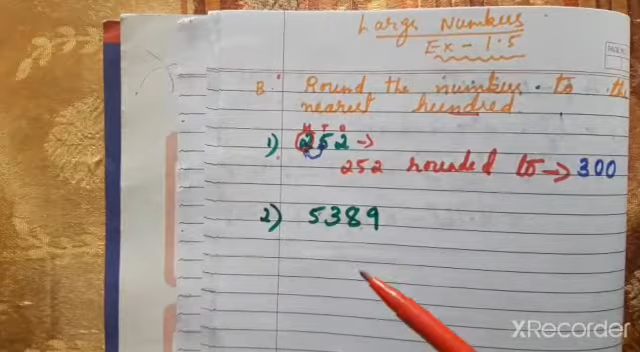 Large Numbers
Ex - 1.5
B. Round the number to the
nearest hundred
H T O
1) 252 →
252 rounded to → 300
2) 5389
XRecorder